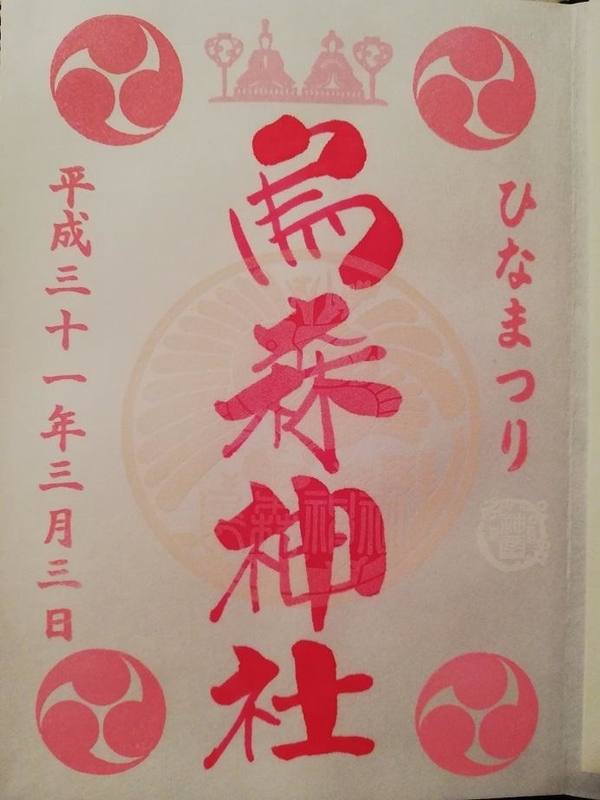 ひなまつり
烏森神社
平成三十一年三月三日